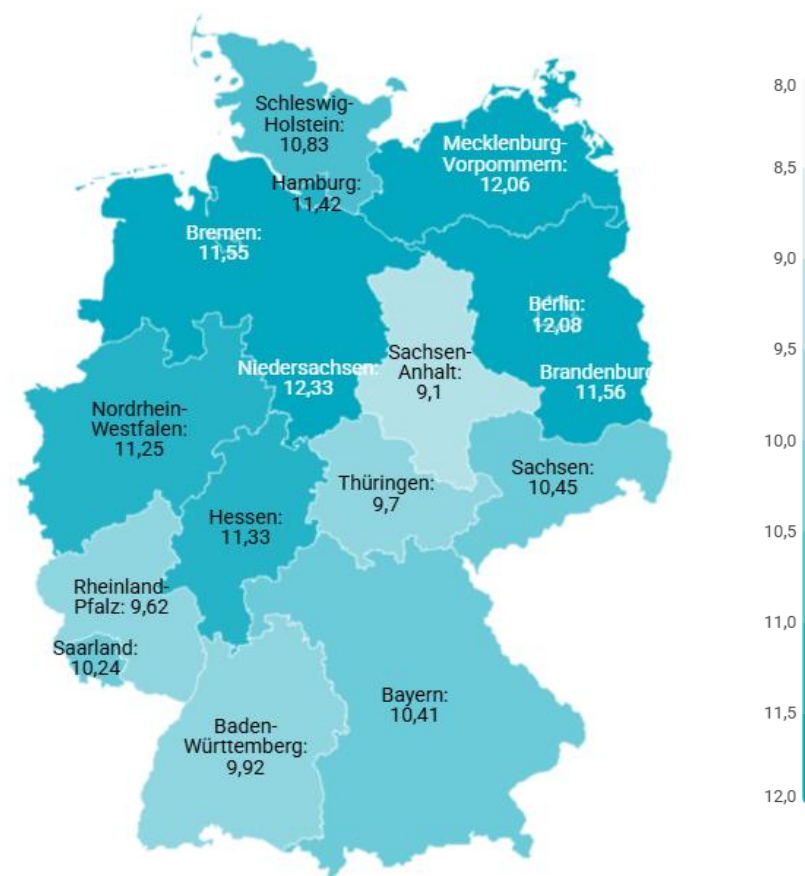 Schleswig-
Holstein:
10,83
Mecklenburg-
Vorpommern:
12,06
Hamburg:
11,42
Bremen:
11,55
Berlin:
12,08
Niedersachsen:
12,33
Sachsen-
Anhalt:
9,1
Brandenburg
11,56
Nordrhein-
Westfalen:
11,25
Sachsen:
10,45
Thüringen:
9,7
Hessen:
11,33
Rheinland-
Pfalz: 9,62
Saarland:
10,24
Bayern:
10,41
Baden-
Württemberg:
9,92
8,0
8,5
9,0
9,5
10,0
10,5
11,0
11,5
12,0